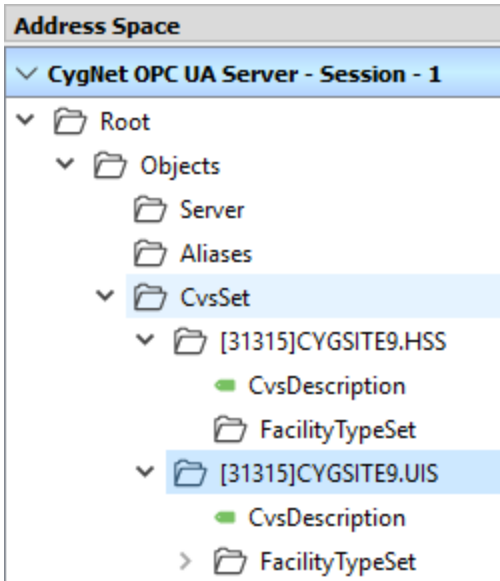 Address Space
CygNet OPC UA Server - Session - 1
Root
Objects
Server
Aliases
CvsSet
[31315]CYGSITE9.HSS
CvsDescription
FacilityTypeSet
[31315]CYGSITE9.UIS
CvsDescription
FacilityTypeSet